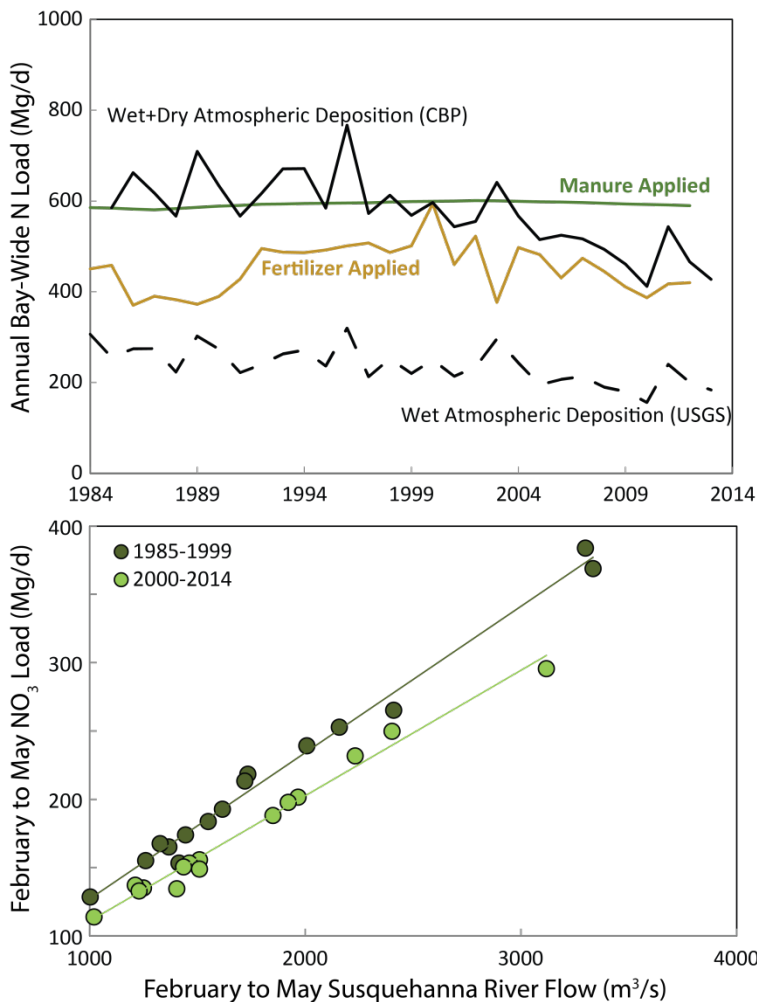 1000
800
600
400
200
0
Annual Bay-Wide N Load (Mg/d)
Wet+Dry Atmospheric Deposition (CBP)
Manure Applied
Fertilizer Applied
Wet Atmospheric Deposition (USGS)
1984 1989 1994 1999 2004 2009 2014
400
300
200
100
February to May NO₃ Load (Mg/d)
1985-1999
2000-2014
1000 2000 3000 4000
February to May Susquehanna River Flow (m³/s)